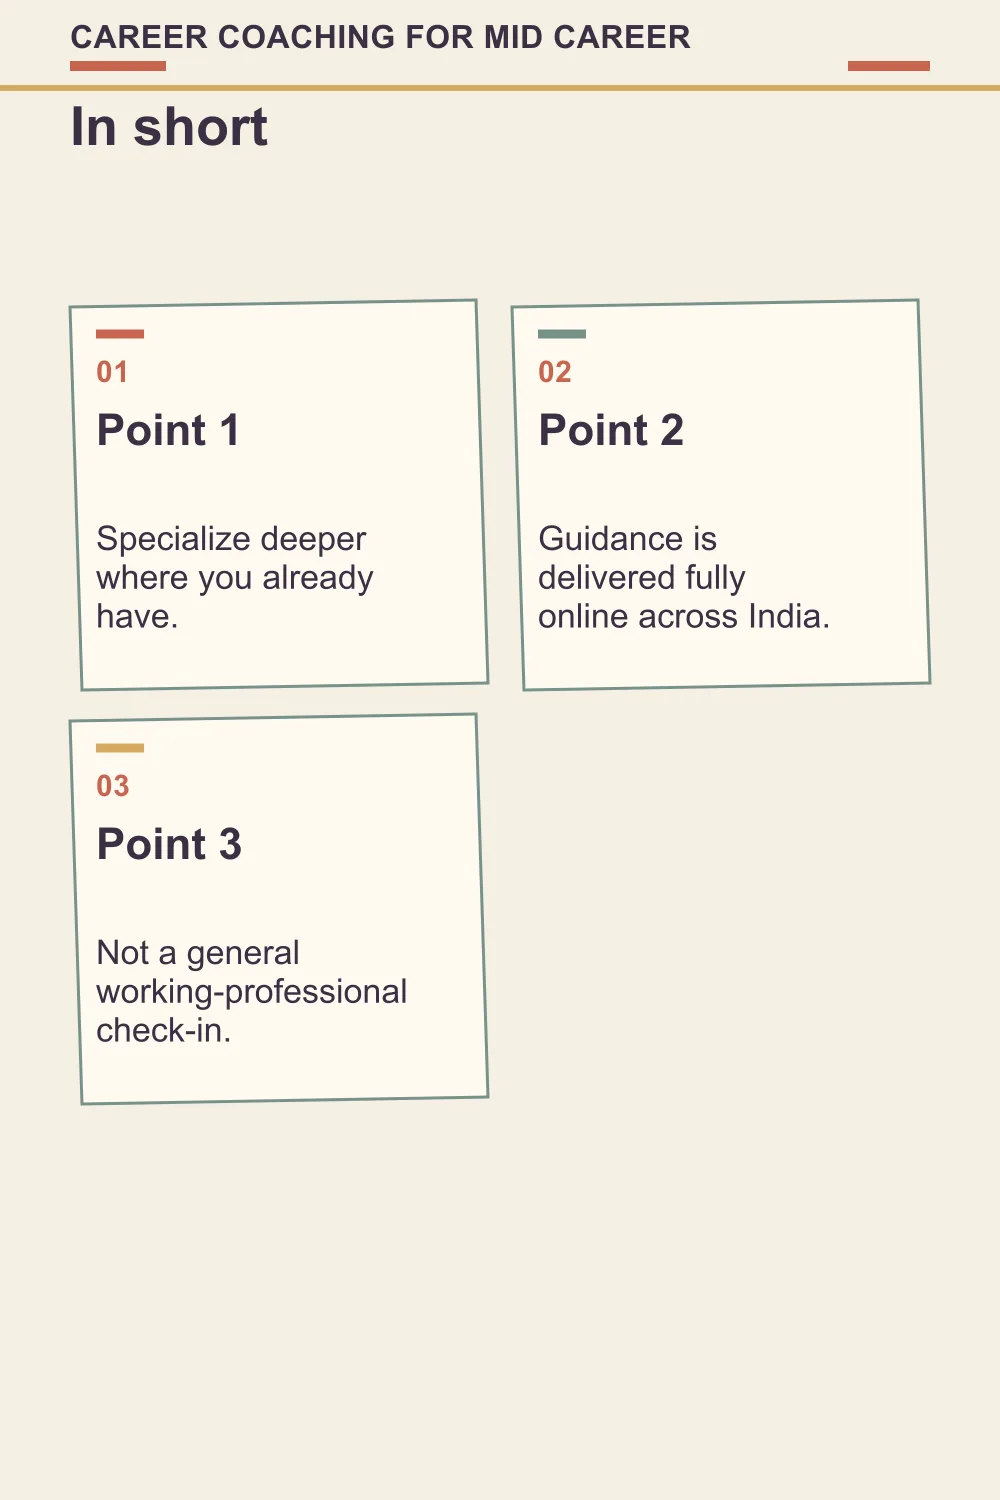 CAREER COACHING FOR MID CAREER
In short
01
Point 1
Specialize deeper
where you already
have.
02
Point 2
Guidance is
delivered fully
online across India.
03
Point 3
Not a general
working-professional
check-in.